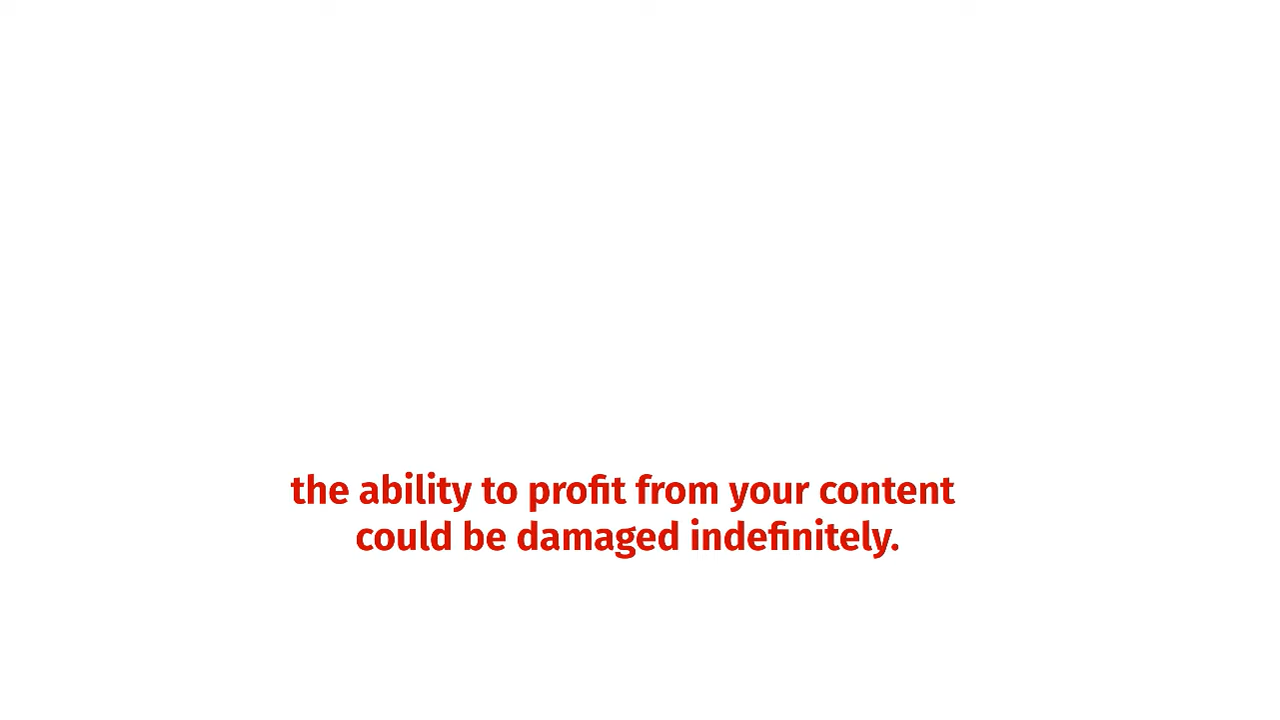 the ability to profit from your content
could be damaged indefinitely.